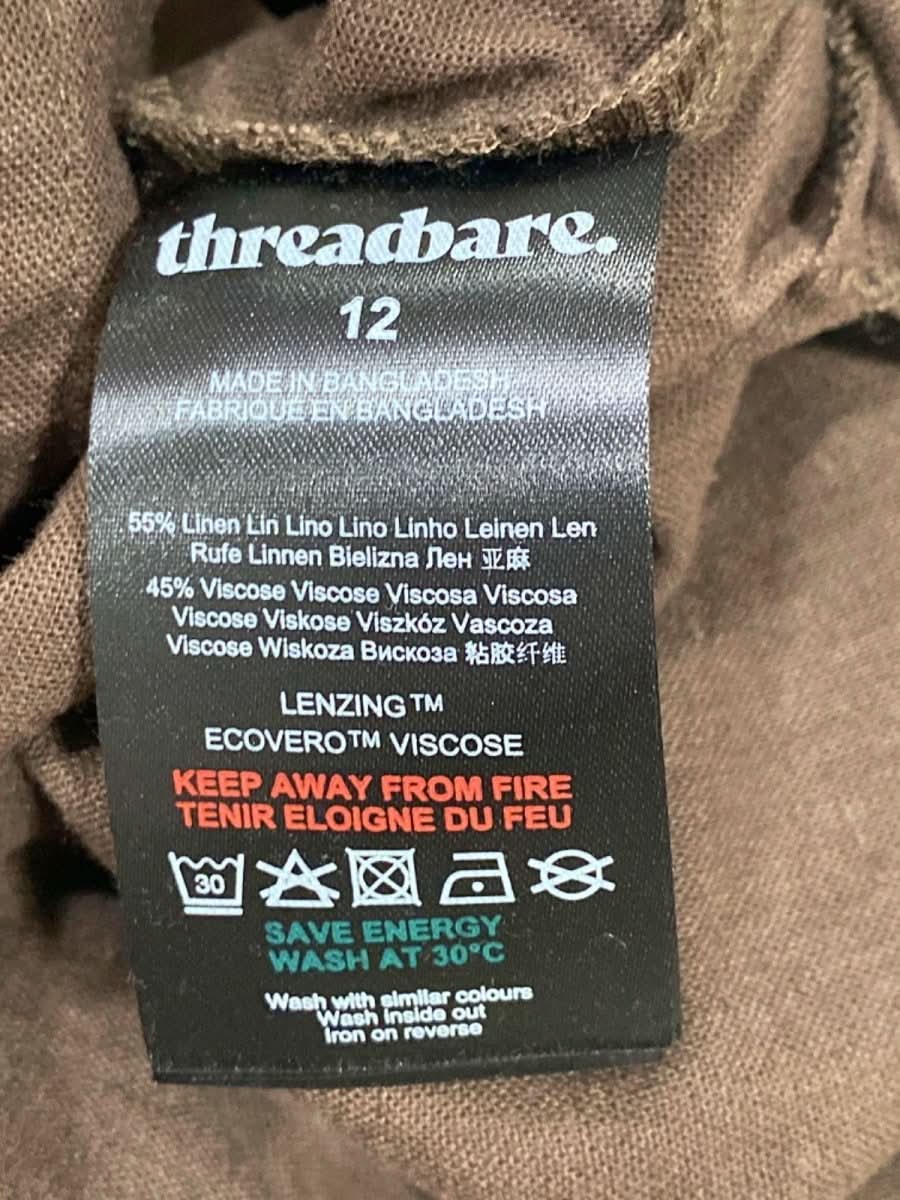 threadbare.
12
MADE IN BANGLADESH
FABRIQUE EN BANGLADESH
55% Linen Lin Lino Lino Linho Leinen Len
Rufe Linnen Bielizna Лен 亚麻
45% Viscose Viscose Viscosa Viscosa
Viscose Viskose Viszkóz Vascoza
Viscose Wiskoza Вискоза 粘胶纤维
LENZING™
ECOVERO™ VISCOSE
KEEP AWAY FROM FIRE
TENIR ELOIGNE DU FEU
30
SAVE ENERGY
WASH AT 30°C
Wash with similar colours
Wash inside out
Iron on reverse